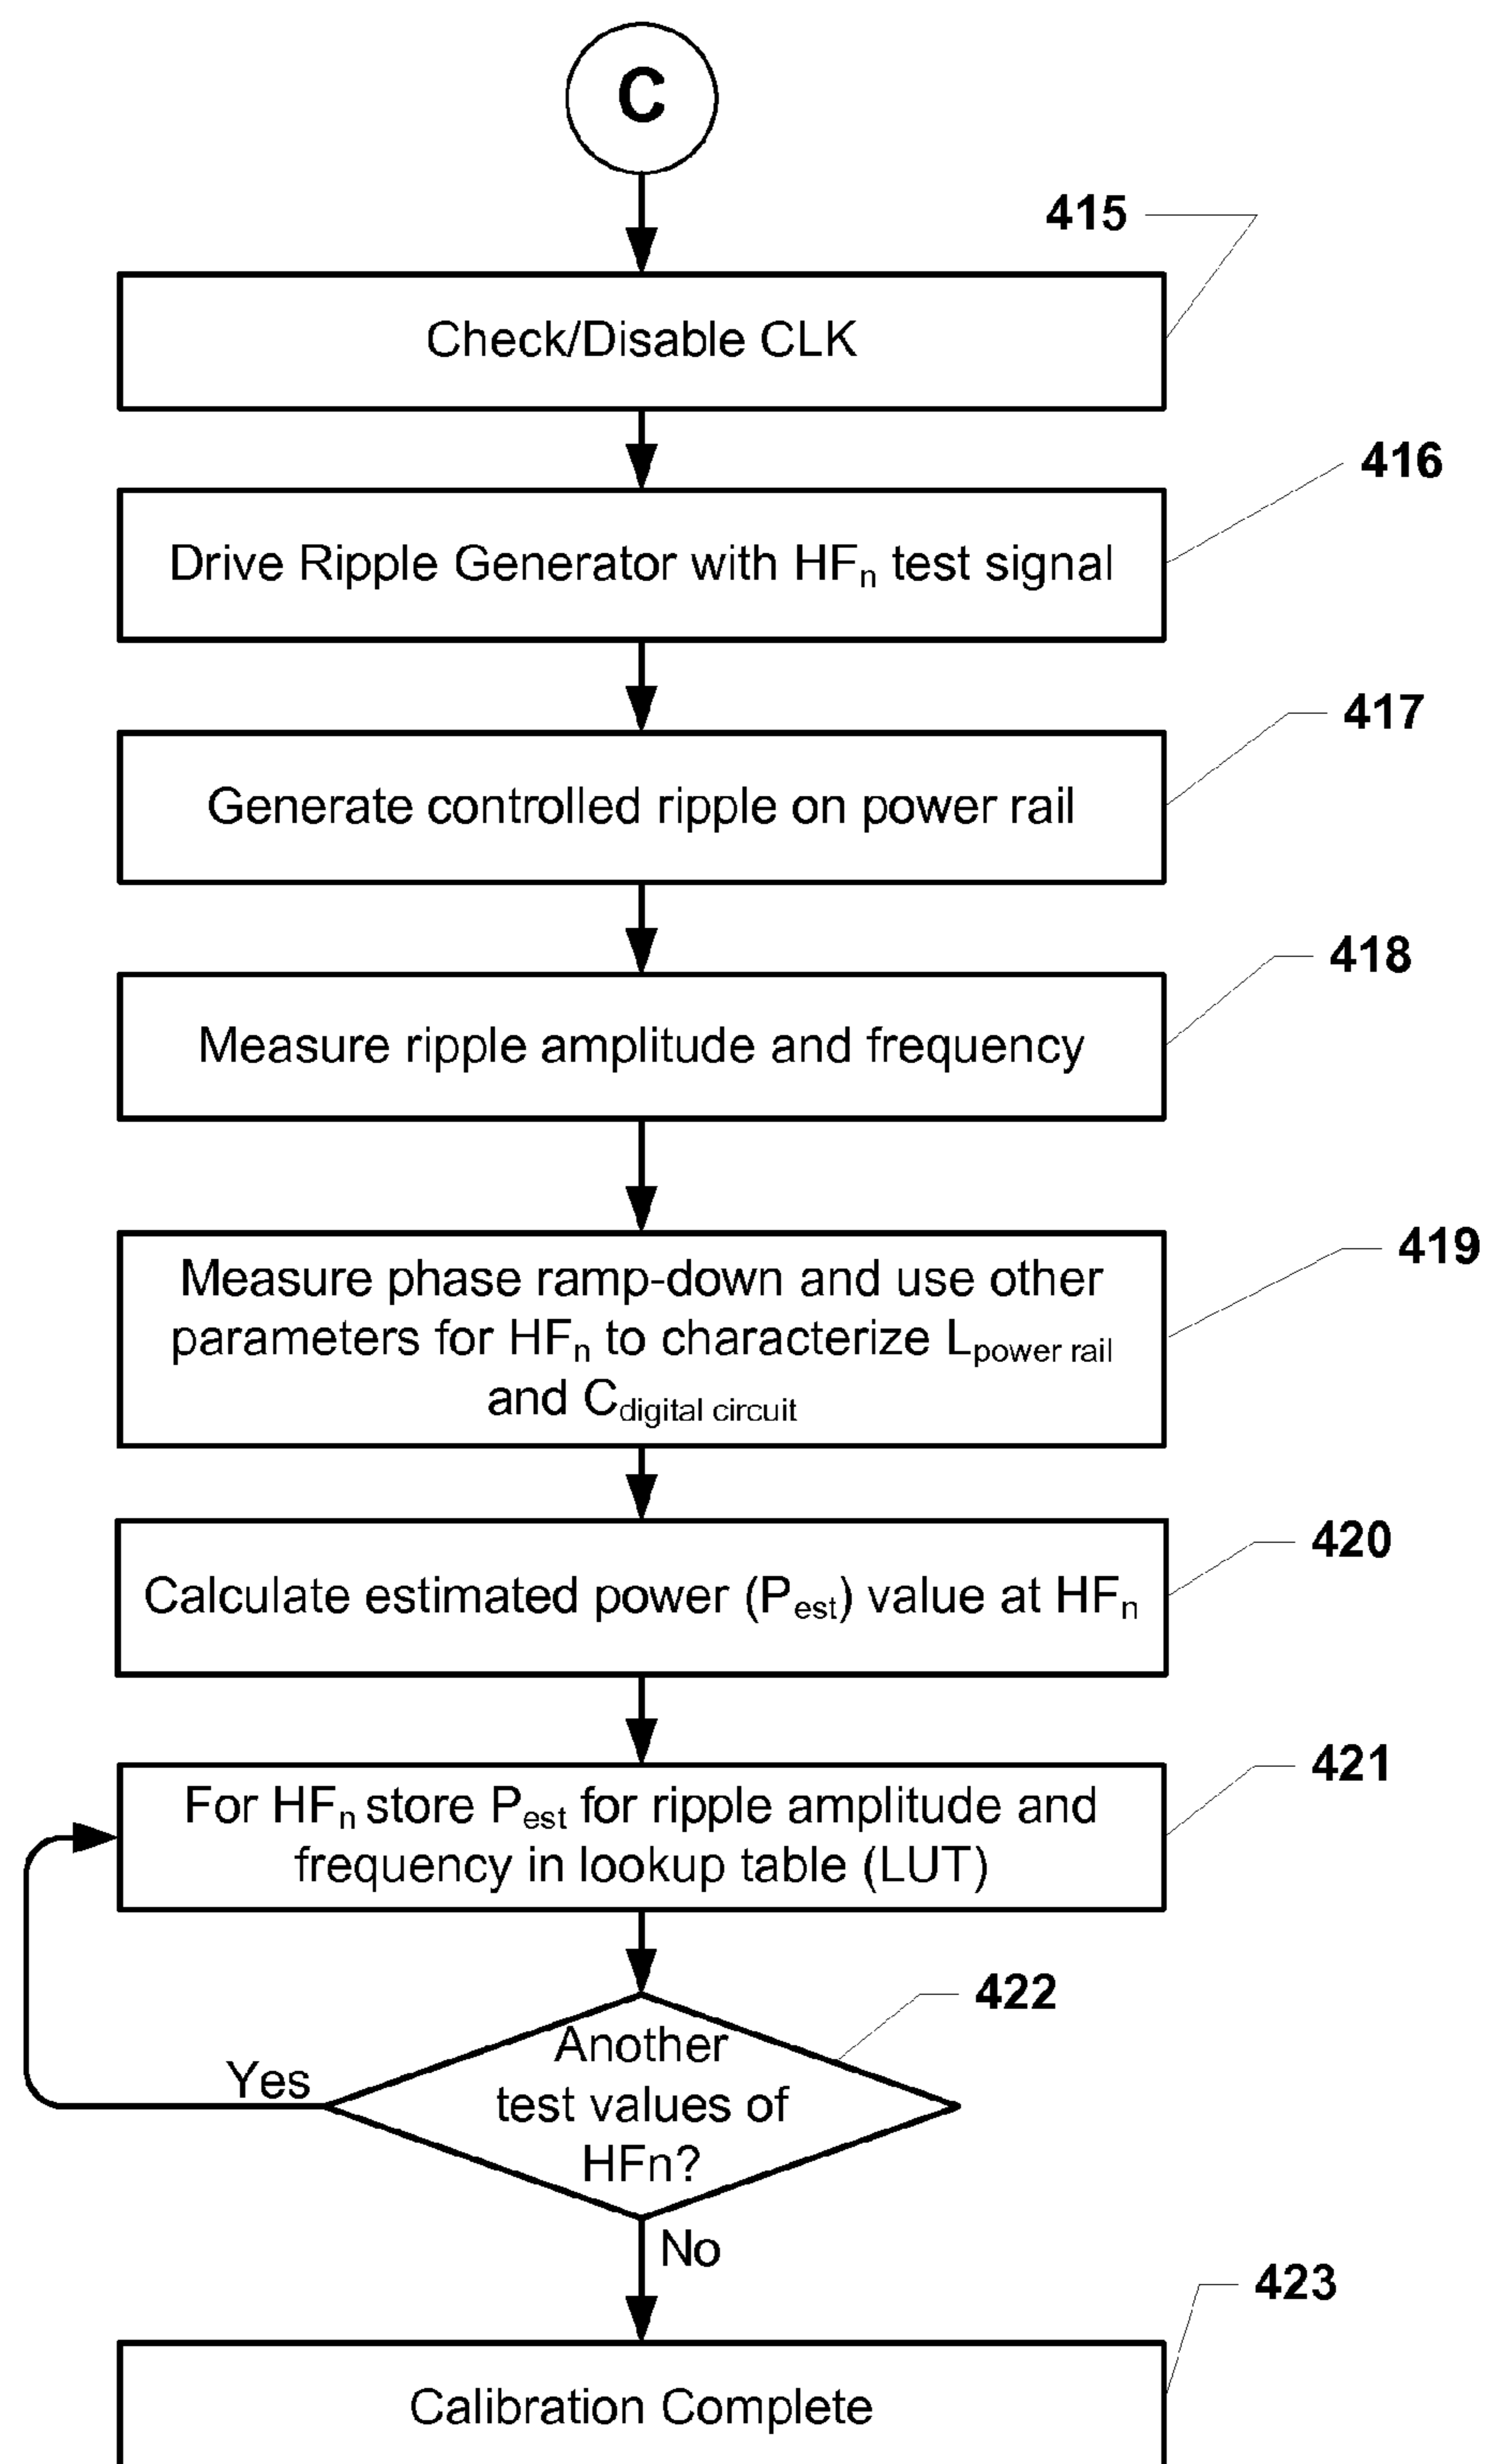 C
415
Check/Disable CLK
416
Drive Ripple Generator with HFn test signal
417
Generate controlled ripple on power rail
418
Measure ripple amplitude and frequency
419
Measure phase ramp-down and use other
parameters for HFn to characterize Lpower rail
and Cdigital circuit
420
Calculate estimated power (Pest) value at HFn
421
For HFn store Pest for ripple amplitude and
frequency in lookup table (LUT)
422
Another
test values of
HFn?
Yes
No
423
Calibration Complete